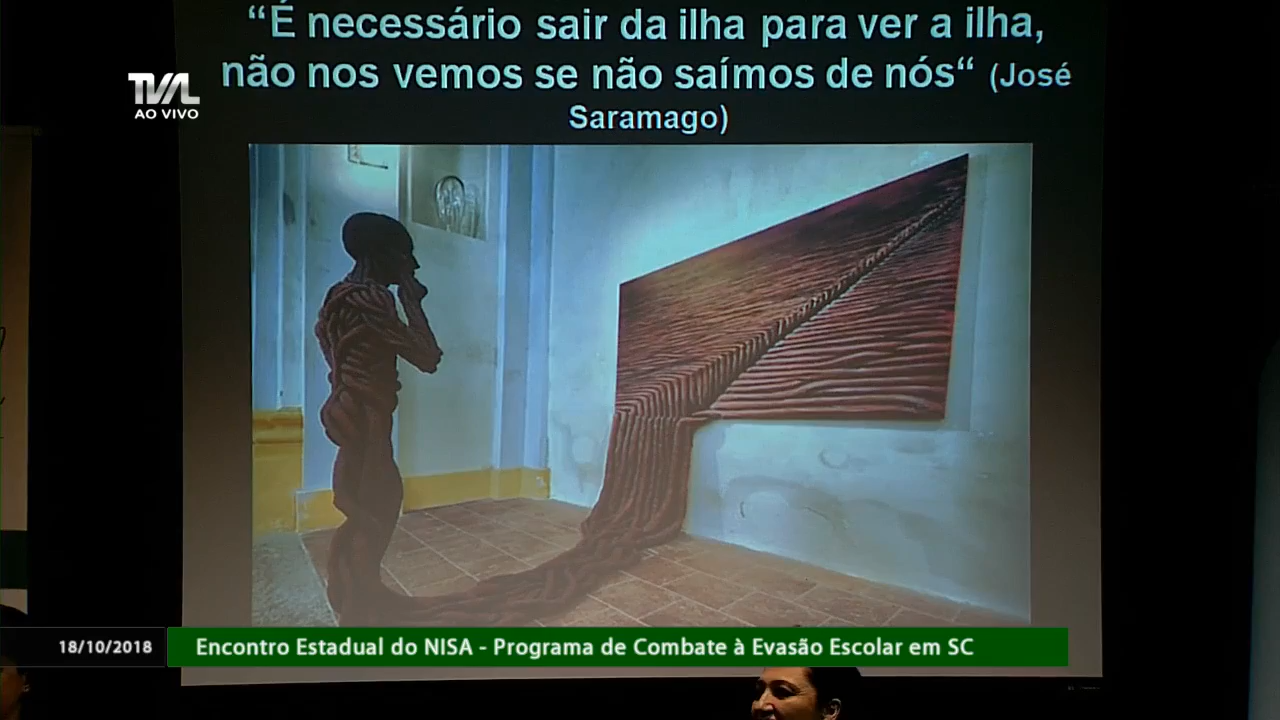 “É necessário sair da ilha para ver a ilha,
não nos vemos se não saímos de nós“ (José
Saramago)
TVAL
AO VIVO
18/10/2018
Encontro Estadual do NISA - Programa de Combate à Evasão Escolar em SC